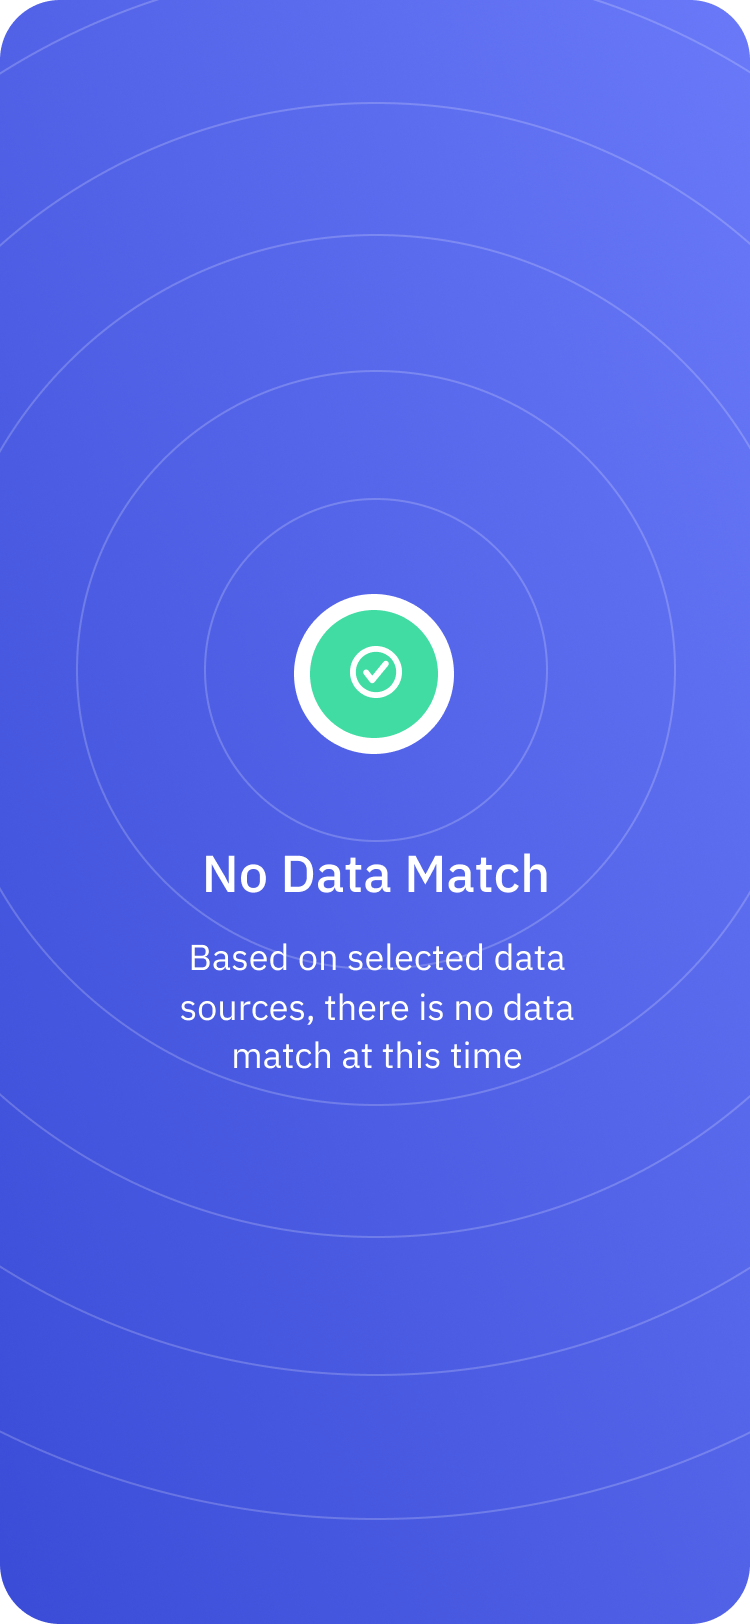 No Data Match
Based on selected data
sources, there is no data
match at this time